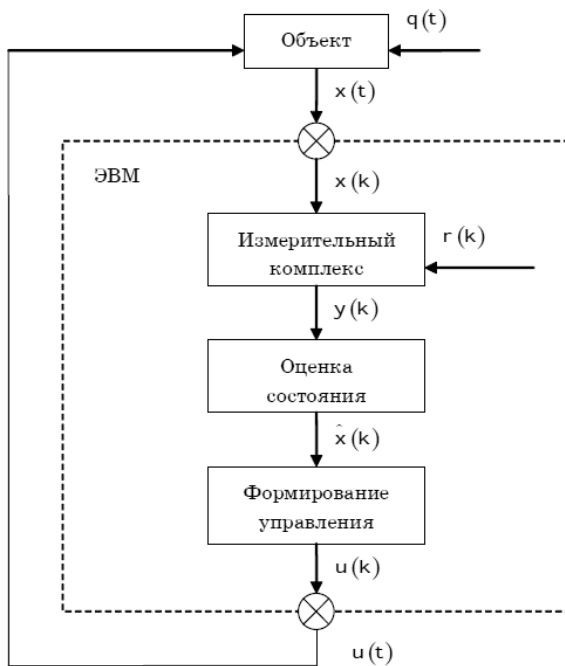 q(t)
Объект
x(t)
ЭВМ
x(k)
Измерительный
комплекс
r(k)
y(k)
Оценка
состояния
x̂(k)
Формирование
управления
u(k)
u(t)